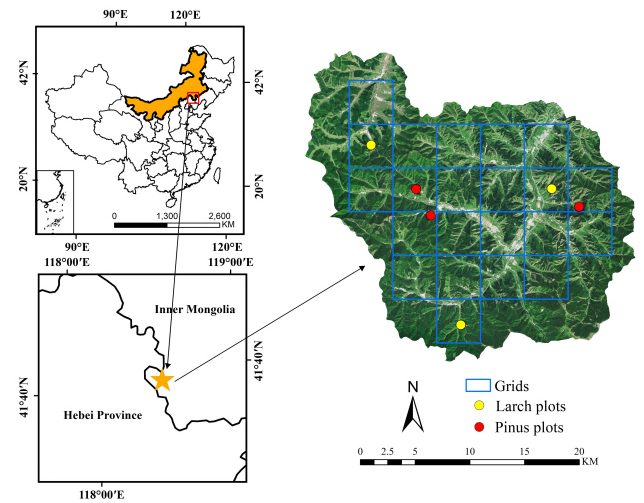 90°E 120°E
42°N 42°N
20°N 20°N
0 1,300 2,600
KM
90°E 120°E
118°00′E 119°00′E
Inner Mongolia
41°40′N
41°40′N
Hebei Province
118°00′E
N
Grids
Larch plots
Pinus plots
0 2.5 5 10 15 20
KM